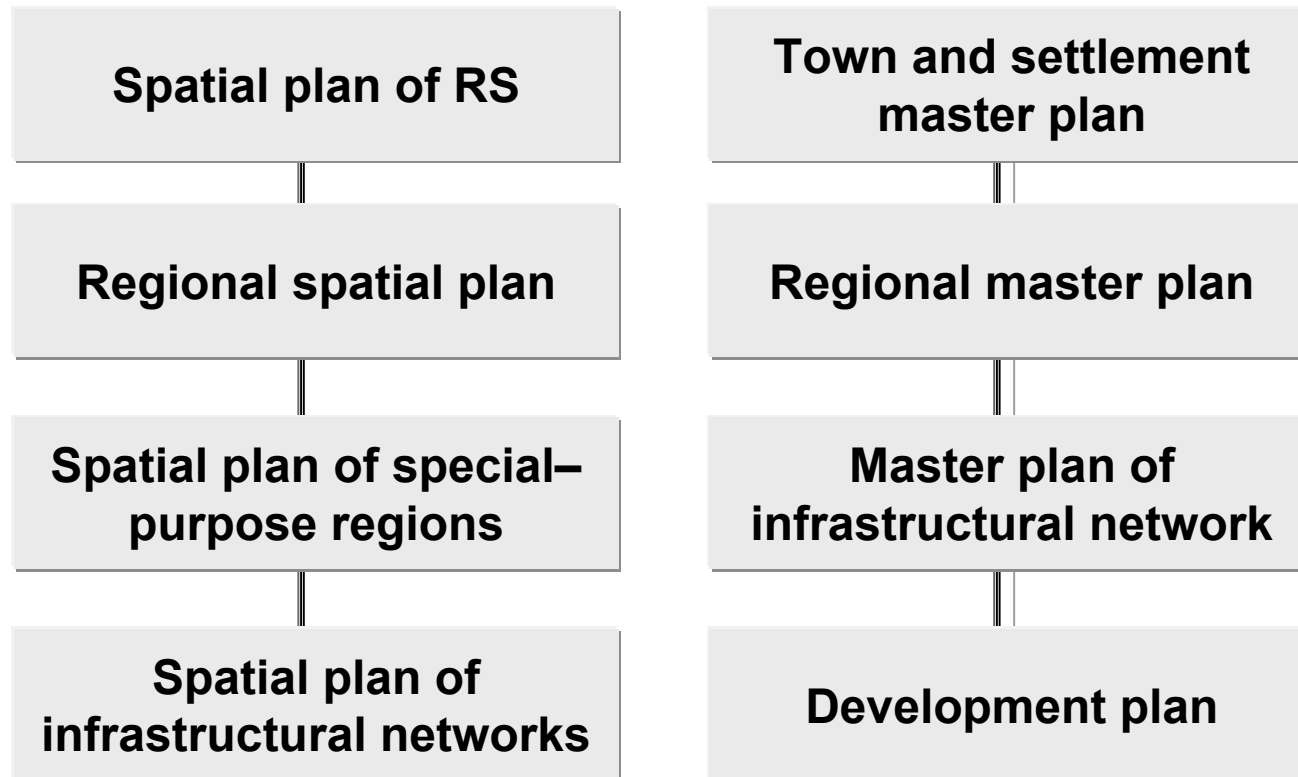 Spatial plan of RS
Regional spatial plan
Spatial plan of special–
purpose regions
Spatial plan of
infrastructural networks
Town and settlement
master plan
Regional master plan
Master plan of
infrastructural network
Development plan